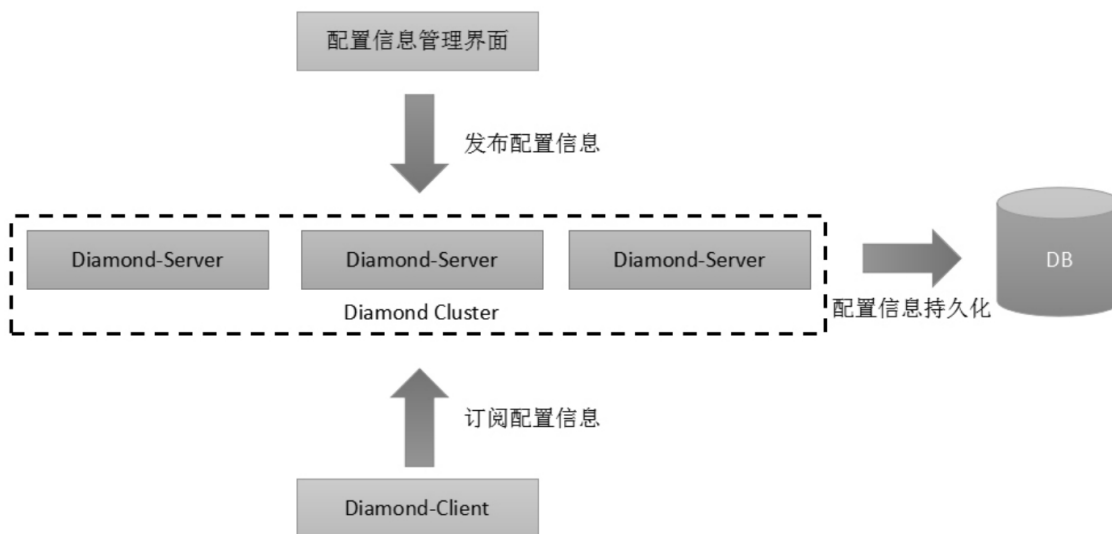 配置信息管理界面
发布配置信息
Diamond-Server
Diamond-Server
Diamond-Server
Diamond Cluster
DB
配置信息持久化
订阅配置信息
Diamond-Client